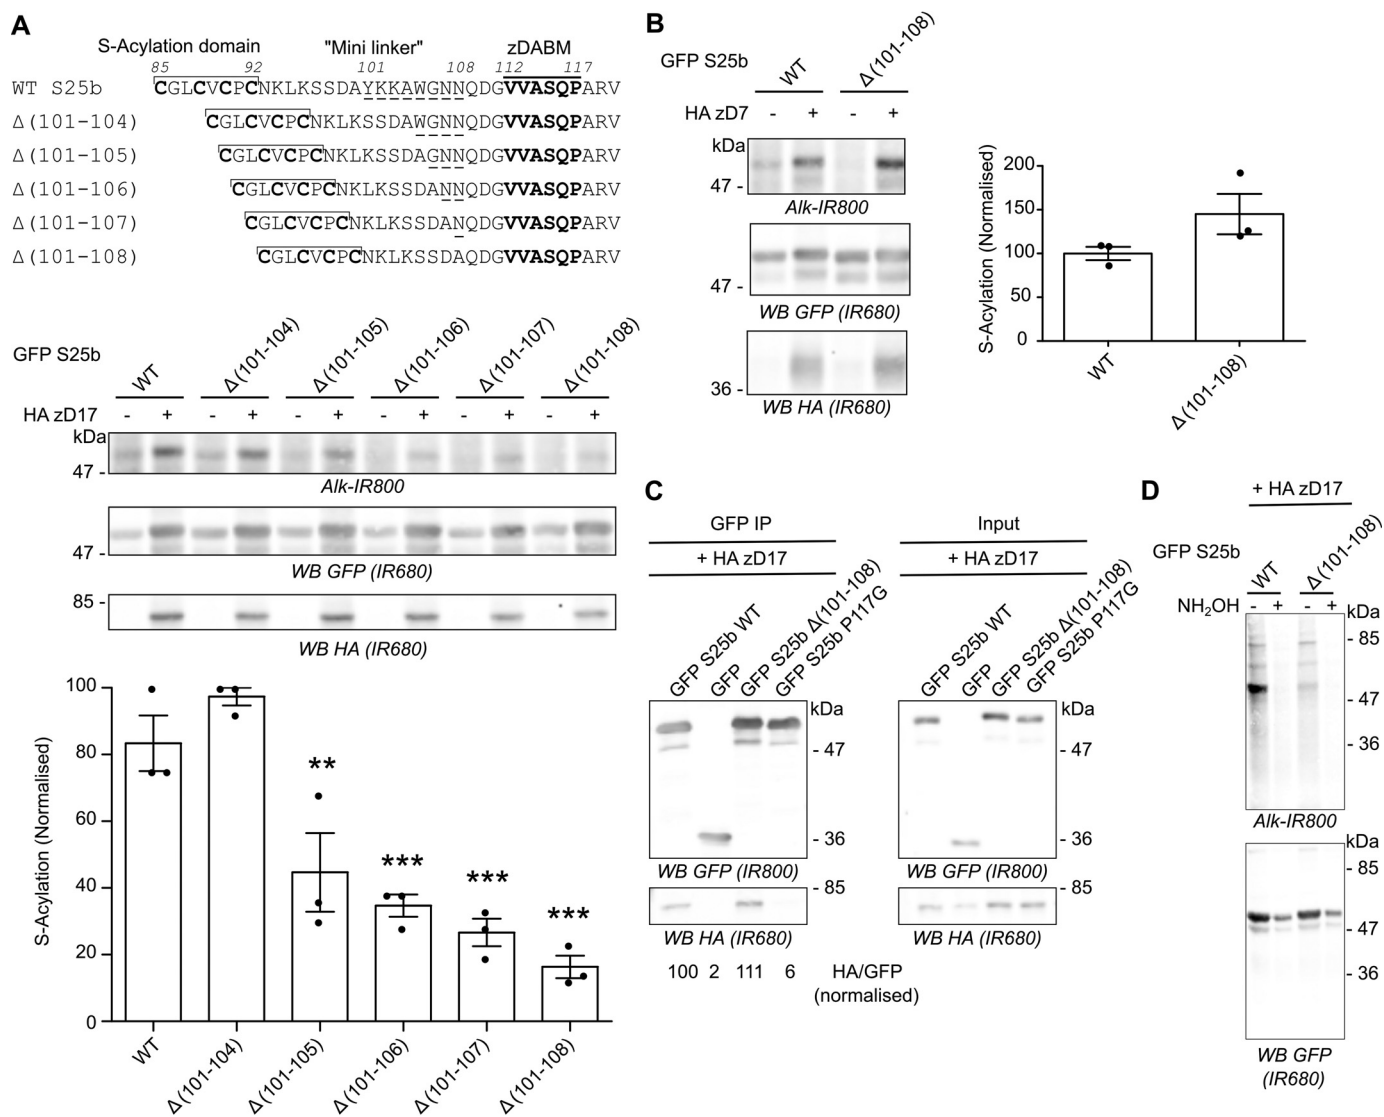 A
S-Acylation domain "Mini linker" zDABM
85 92 101 108 112 117
WT S25b CGLCVCPCNKLKSSDAYKKAWGNNQDGVVASQPARV
Δ(101-104) CGLCVCPCNKLKSSDAWGNNQDGVVASQPARV
Δ(101-105) CGLCVCPCNKLKSSDAGNNQDGVVASQPARV
Δ(101-106) CGLCVCPCNKLKSSDANNQDGVVASQPARV
Δ(101-107) CGLCVCPCNKLKSSDANQDGVVASQPARV
Δ(101-108) CGLCVCPCNKLKSSDAQDGVVASQPARV
GFP S25b WT Δ(101-104) Δ(101-105) Δ(101-106) Δ(101-107) Δ(101-108)
HA zD17 - + - + - + - + - + - +
kDa
47 -
Alk-IR800
47 -
WB GFP (IR680)
85 -
WB HA (IR680)
S-Acylation (Normalised)
100
80
60
40
20
0
** *** *** ***
WT Δ(101-104) Δ(101-105) Δ(101-106) Δ(101-107) Δ(101-108)
B
GFP S25b WT Δ(101-108)
HA zD7 - + - +
kDa
47 -
Alk-IR800
47 -
WB GFP (IR680)
36 -
WB HA (IR680)
S-Acylation (Normalised)
200
150
100
50
0
WT Δ(101-108)
C
GFP IP Input
+ HA zD17 + HA zD17
GFP S25b WT GFP GFP S25b Δ(101-108) GFP S25b P117G
GFP S25b WT GFP GFP S25b Δ(101-108) GFP S25b P117G
kDa kDa
- 47 - 47
- 36 - 36
WB GFP (IR800) WB GFP (IR800)
- 85 - 85
WB HA (IR680) WB HA (IR680)
100 2 111 6 HA/GFP
(normalised)
D
+ HA zD17
GFP S25b WT Δ(101-108)
NH2OH - + - + kDa
- 85
- 47
- 36
Alk-IR800
kDa
- 85
- 47
- 36
WB GFP
(IR680)